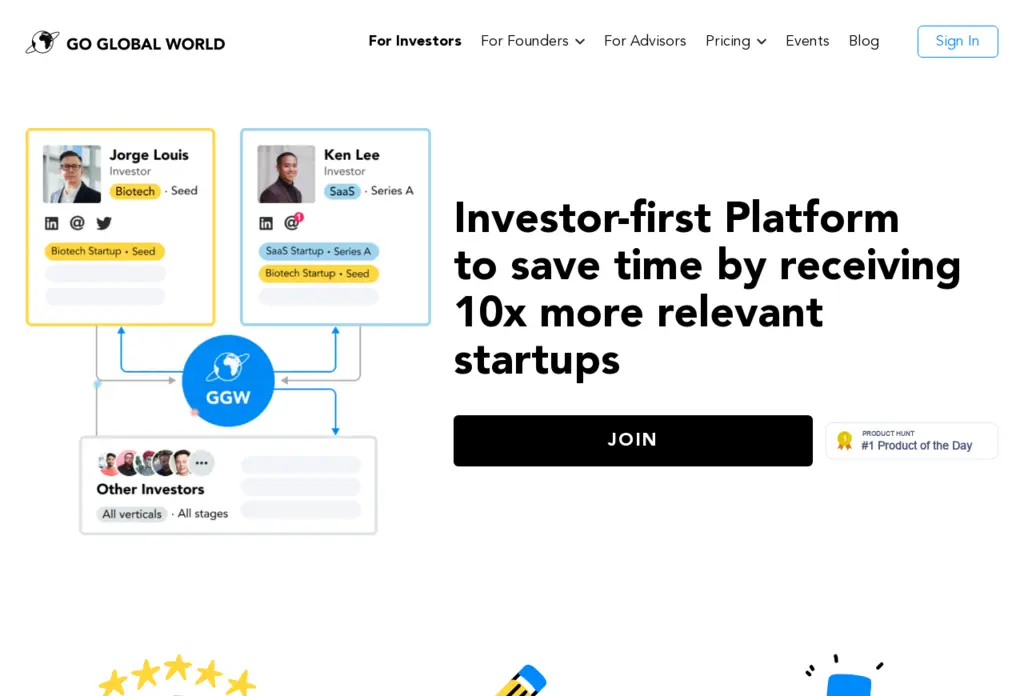 GO GLOBAL WORLD
For Investors
For Founders
For Advisors
Pricing
Events
Blog
Sign In
Jorge Louis
Investor
Biotech · Seed
Biotech Startup • Seed
Ken Lee
Investor
SaaS · Series A
1
SaaS Startup • Series A
Biotech Startup • Seed
GGW
Other Investors
All verticals · All stages
Investor-first Platform
to save time by receiving
10x more relevant
startups
JOIN
PRODUCT HUNT
#1 Product of the Day